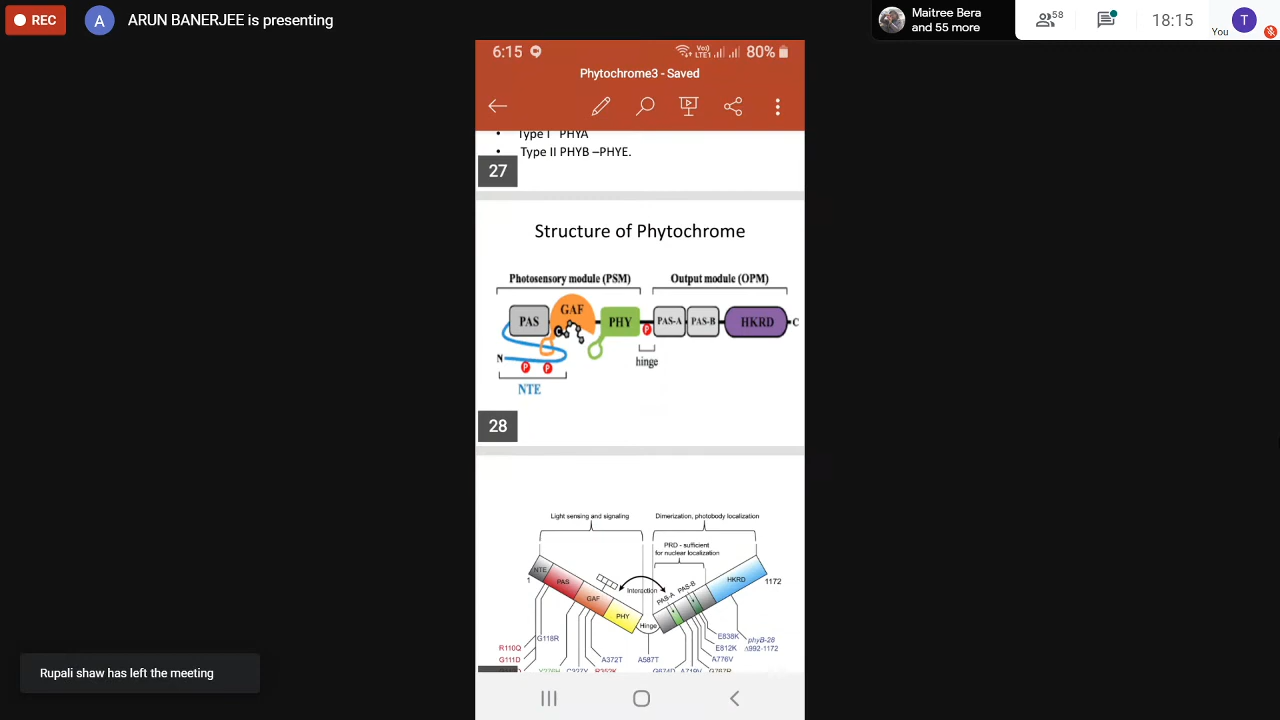 REC
A
ARUN BANERJEE is presenting
Maitree Bera
and 55 more
58
18:15
You
T
6:15
Vo)
LTE1
80%
Phytochrome3 - Saved
• Type I PHYA
• Type II PHYB –PHYE.
27
Structure of Phytochrome
Photosensory module (PSM)
Output module (OPM)
PAS
GAF
PHY
P
PAS-A
PAS-B
HKRD
C
C
N
P
P
hinge
NTE
28
Light sensing and signaling
Dimerization, photobody localization
PRD - sufficient
for nuclear localization
1
NTE
PAS
GAF
PHY
Interaction
Hinge
PAS-A
PAS-B
HKRD
1172
G118R
R110Q
G111D
A372T
A587T
E838K
E812K
A776V
phyB-28
Δ992-1172
Rupali shaw has left the meeting